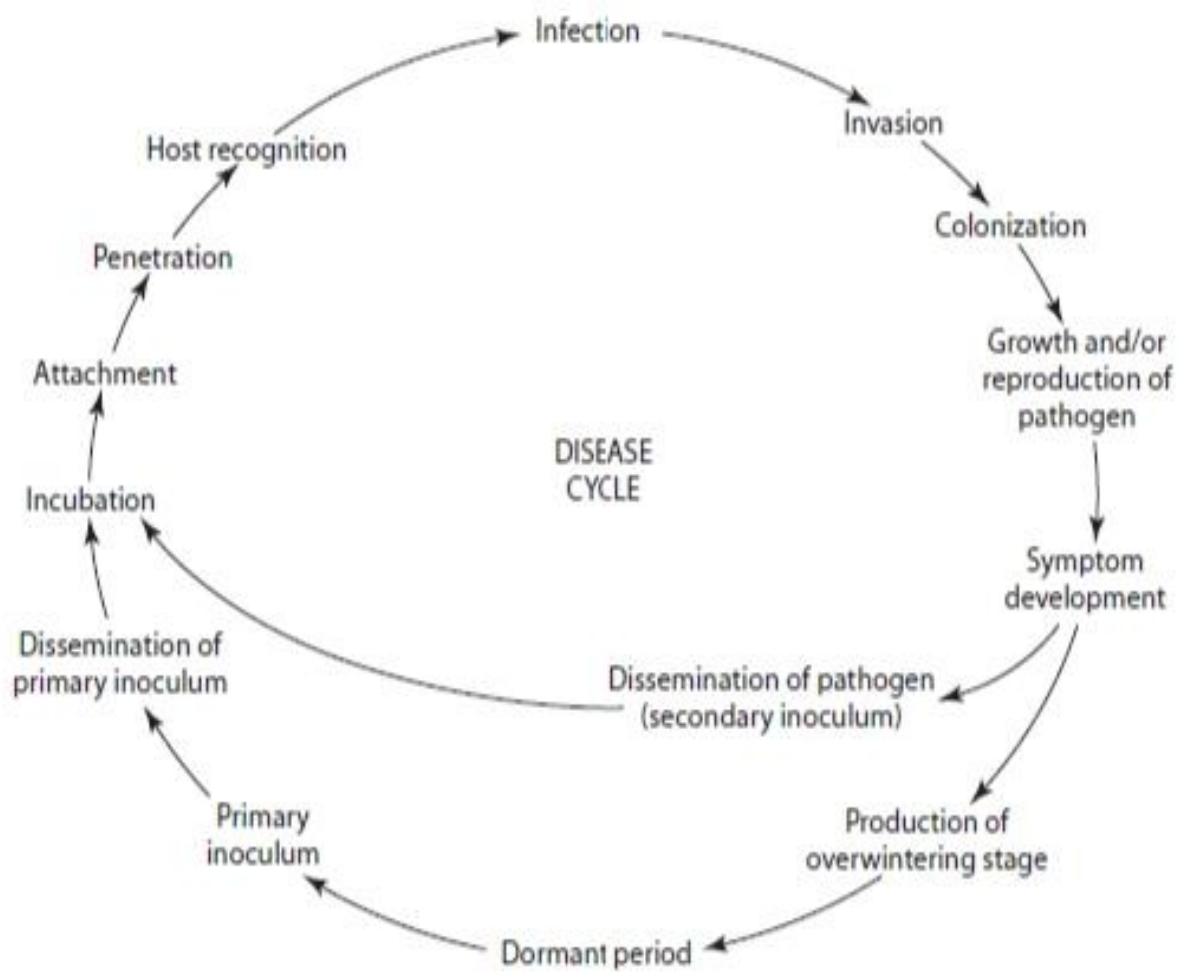 Infection
Invasion
Host recognition
Colonization
Penetration
Growth and/or
reproduction of
pathogen
Attachment
DISEASE
CYCLE
Incubation
Symptom
development
Dissemination of
primary inoculum
Dissemination of pathogen
(secondary inoculum)
Primary
inoculum
Production of
overwintering stage
Dormant period